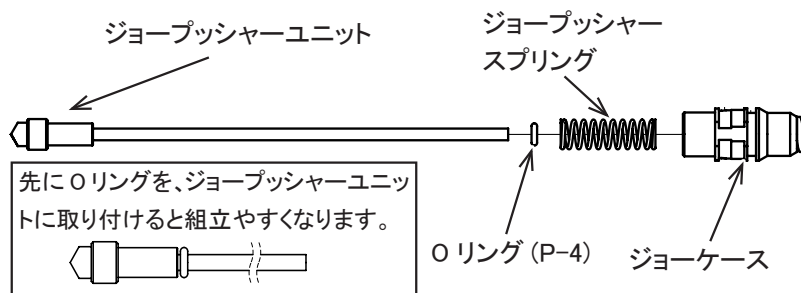 ジョープッシャーユニット
ジョープッシャー
スプリング
先にOリングを、ジョープッシャーユニッ
トに取り付けると組立やすくなります。
Oリング(P-4)
ジョーケース